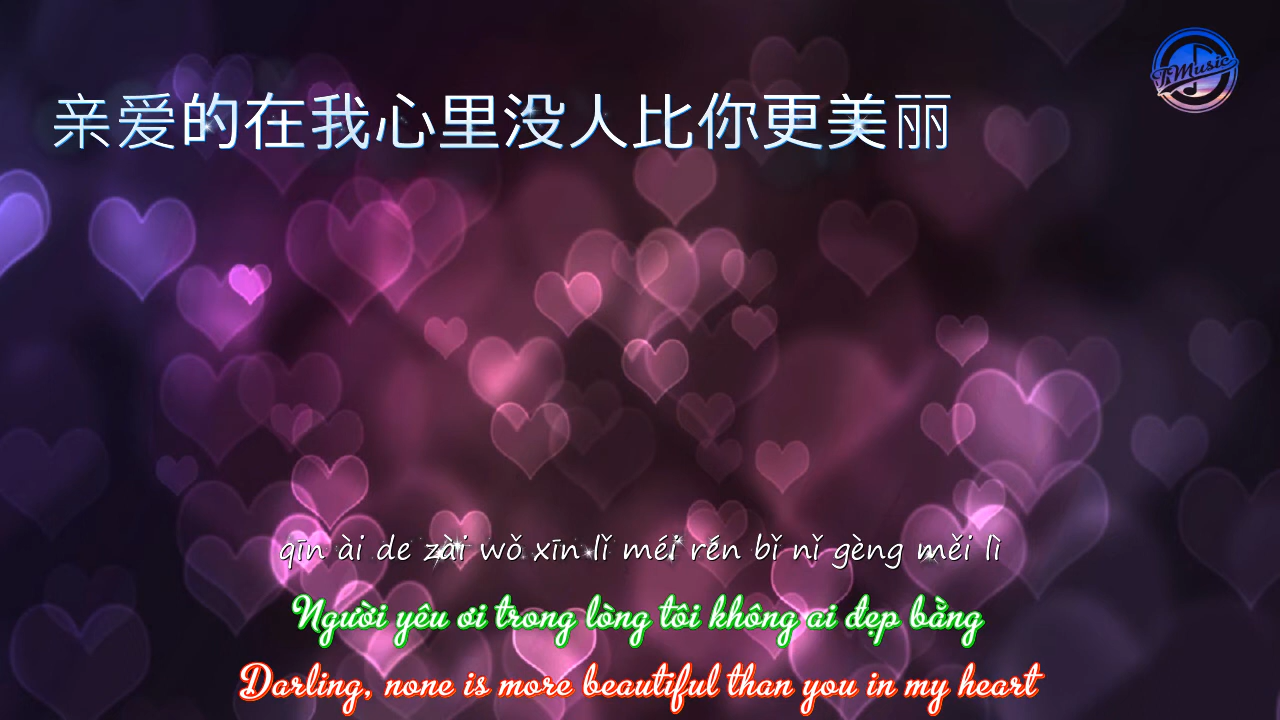 亲爱的在我心里没人比你更美丽
TiMusic
qīn ài de zài wǒ xīn lǐ méi rén bǐ nǐ gèng měi lì
Người yêu ơi trong lòng tôi không ai đẹp bằng
Darling, none is more beautiful than you in my heart